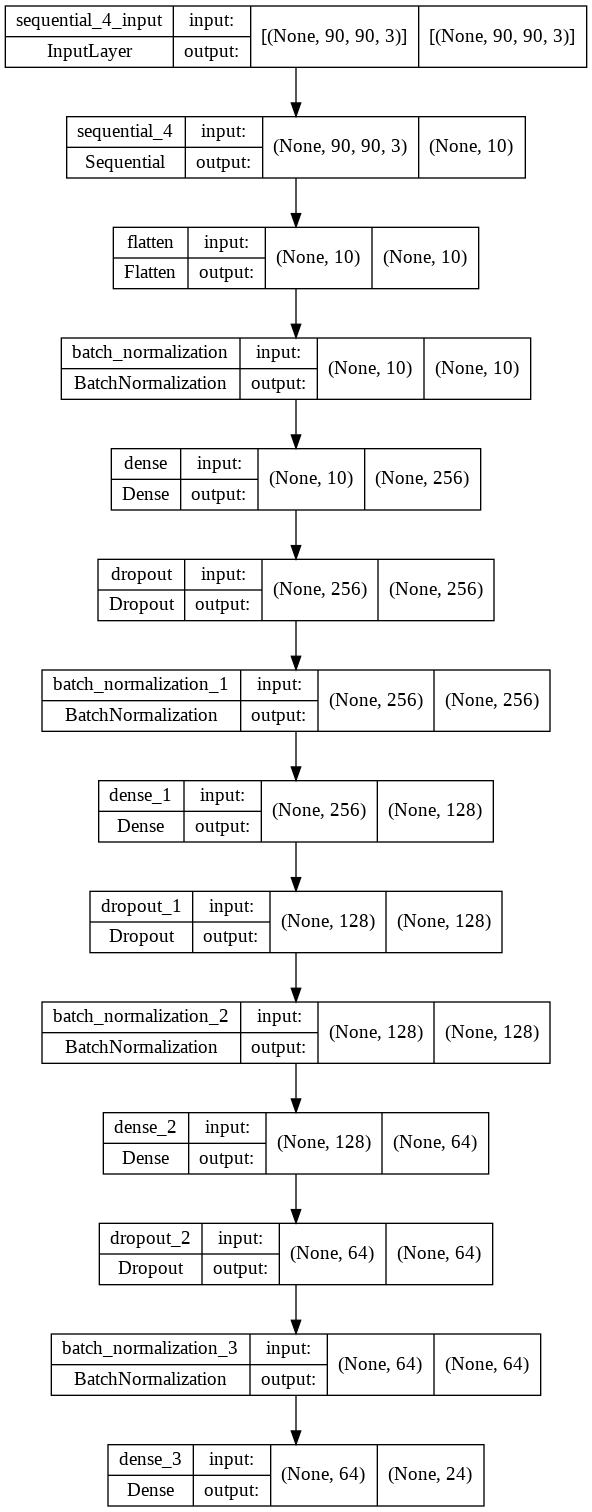 sequential_4_input input: [(None, 90, 90, 3)] [(None, 90, 90, 3)]
InputLayer output:
sequential_4 input: (None, 90, 90, 3) (None, 10)
Sequential output:
flatten input: (None, 10) (None, 10)
Flatten output:
batch_normalization input: (None, 10) (None, 10)
BatchNormalization output:
dense input: (None, 10) (None, 256)
Dense output:
dropout input: (None, 256) (None, 256)
Dropout output:
batch_normalization_1 input: (None, 256) (None, 256)
BatchNormalization output:
dense_1 input: (None, 256) (None, 128)
Dense output:
dropout_1 input: (None, 128) (None, 128)
Dropout output:
batch_normalization_2 input: (None, 128) (None, 128)
BatchNormalization output:
dense_2 input: (None, 128) (None, 64)
Dense output:
dropout_2 input: (None, 64) (None, 64)
Dropout output:
batch_normalization_3 input: (None, 64) (None, 64)
BatchNormalization output:
dense_3 input: (None, 64) (None, 24)
Dense output: